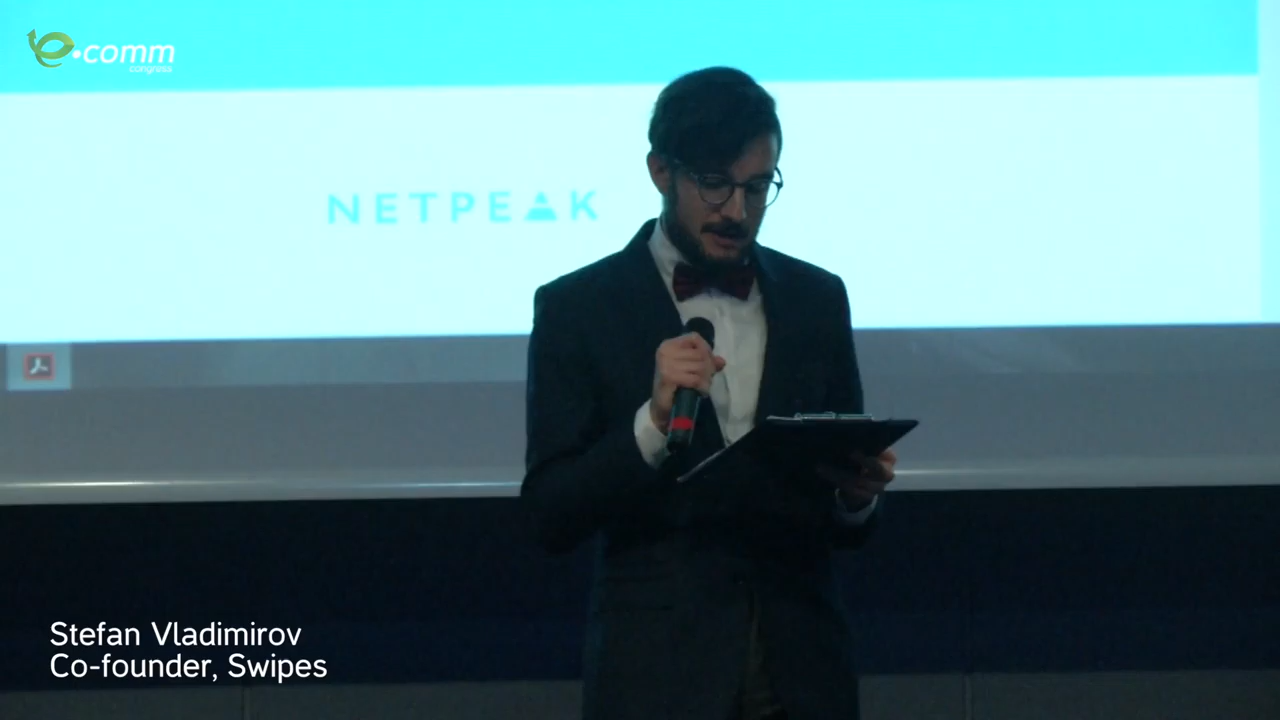 e.comm
congress
NETPEAK
Stefan Vladimirov
Co-founder, Swipes